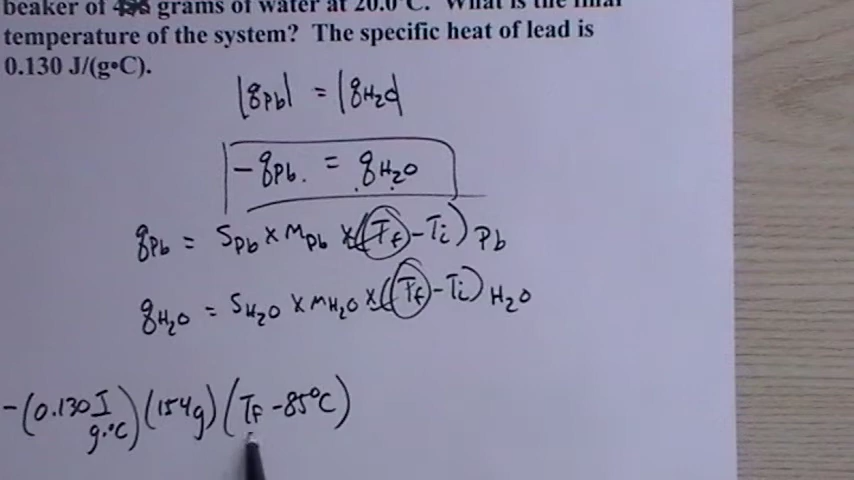 beaker of grams of water at 20.0°C. What is the final
temperature of the system? The specific heat of lead is
0.130 J/(g•C).
|qPb| = |qH₂O|
-qPb. = qH₂O
qPb = SPb x mPb x (Tf - Ti) Pb
qH₂O = SH₂O x mH₂O x (Tf - Ti) H₂O
-(0.130 J / g.°C) (154g) (Tf - 85°C)